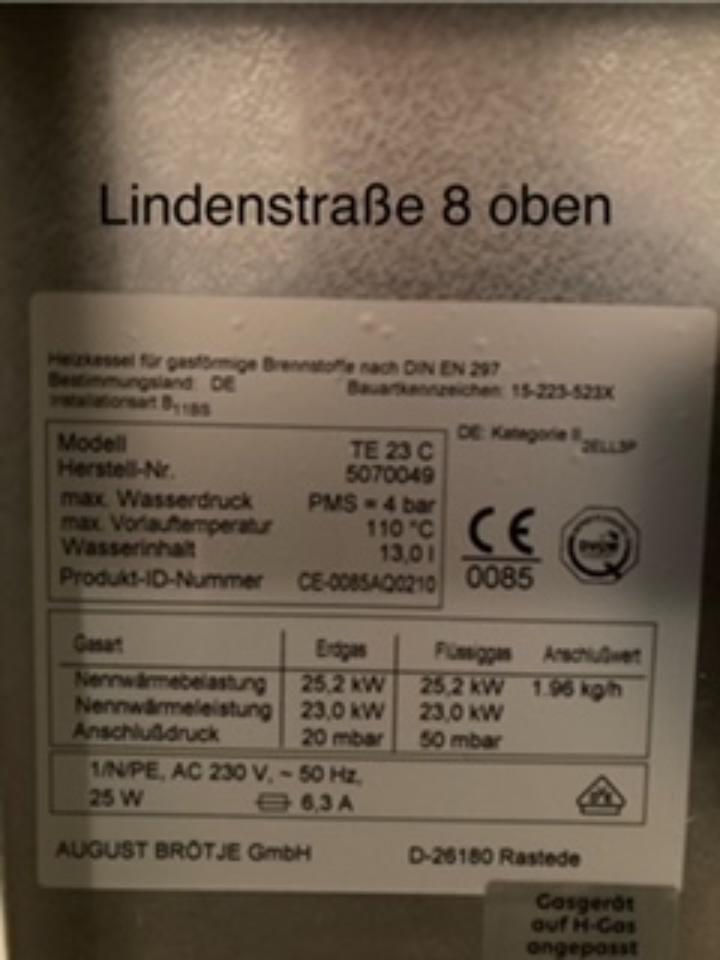 Lindenstraße 8 oben
Heizkessel für gasförmige Brennstoffe nach DIN EN 297
Bestimmungsland: DE Bauartkennzeichen: 15-223-523X
Installationsart B11BS
DE: Kategorie II2ELL3P
Modell TE 23 C
Herstell-Nr. 5070049
max. Wasserdruck PMS = 4 bar
max. Vorlauftemperatur 110 °C
Wasserinhalt 13,0 l
Produkt-ID-Nummer CE-0085AQ0210
CE
0085
DVGW
Gasart Erdgas Flüssiggas Anschlußwert
Nennwärmebelastung 25,2 kW 25,2 kW 1.96 kg/h
Nennwärmeleistung 23,0 kW 23,0 kW
Anschlußdruck 20 mbar 50 mbar
1/N/PE, AC 230 V, ~ 50 Hz,
25 W 6,3 A
AUGUST BRÖTJE GmbH D-26180 Rastede
Gasgerät
auf H-Gas
angepasst